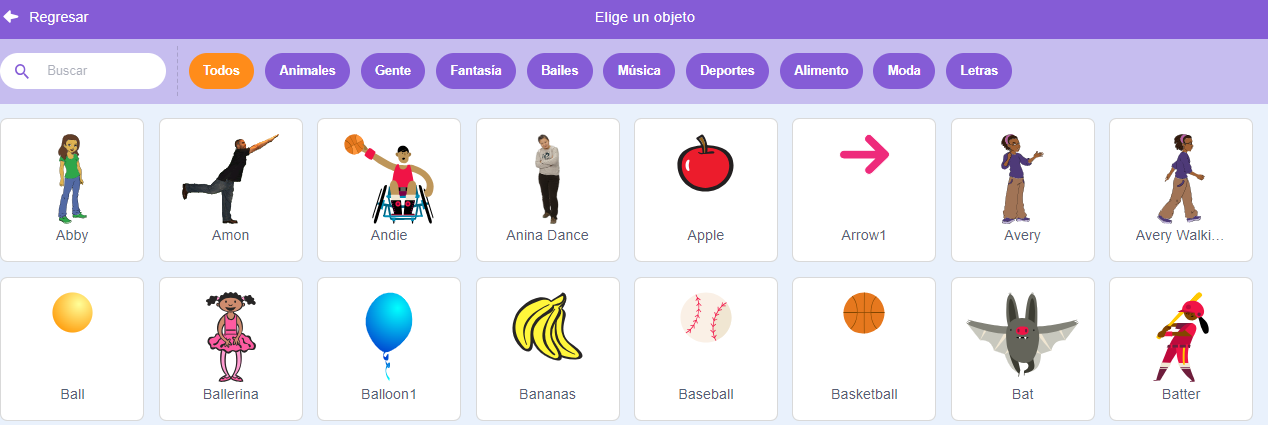 Regresar
Elige un objeto
Buscar
Todos
Animales
Gente
Fantasía
Bailes
Música
Deportes
Alimento
Moda
Letras
Abby
Amon
Andie
Anina Dance
Apple
Arrow1
Avery
Avery Walki...
Ball
Ballerina
Balloon1
Bananas
Baseball
Basketball
Bat
Batter